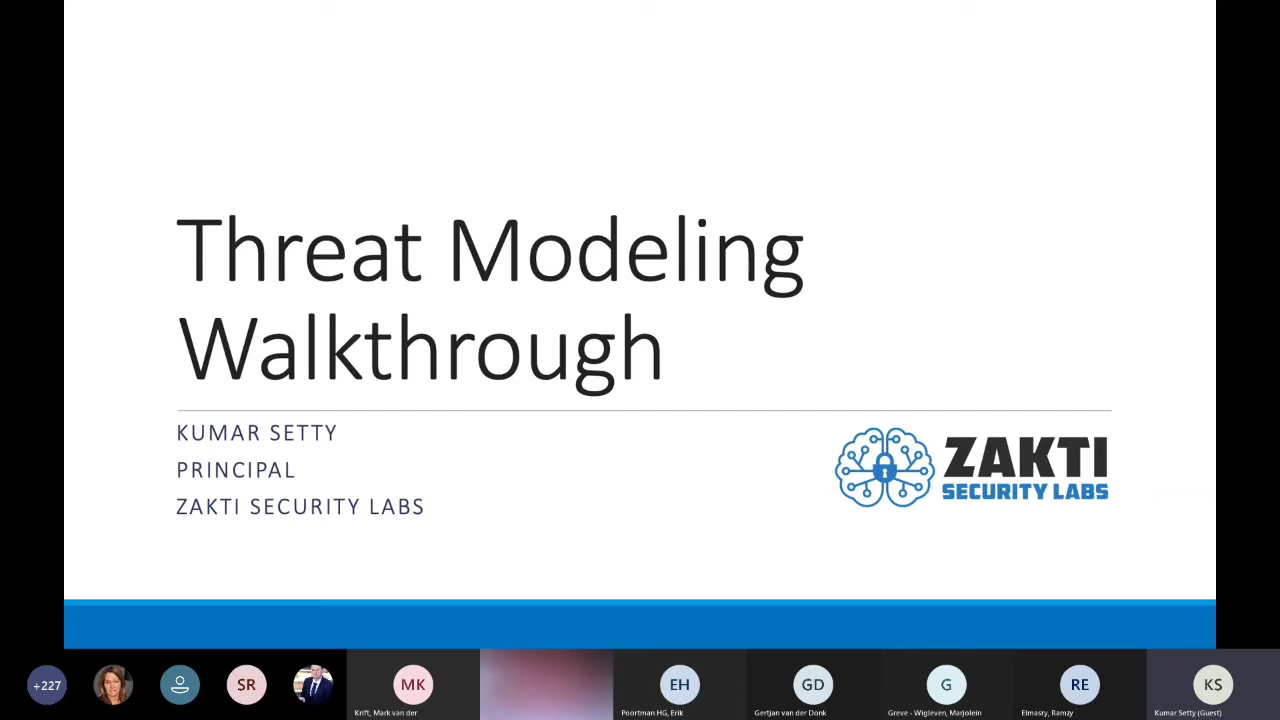 Threat Modeling
Walkthrough
KUMAR SETTY
PRINCIPAL
ZAKTI SECURITY LABS
ZAKTI
SECURITY LABS
+227
SR
MK
EH
GD
G
RE
KS
Krift, Mark van der
Poortman HG, Erik
Gertjan van der Donk
Greve - Wigleven, Marjolein
Elmasry, Ramzy
Kumar Setty (Guest)